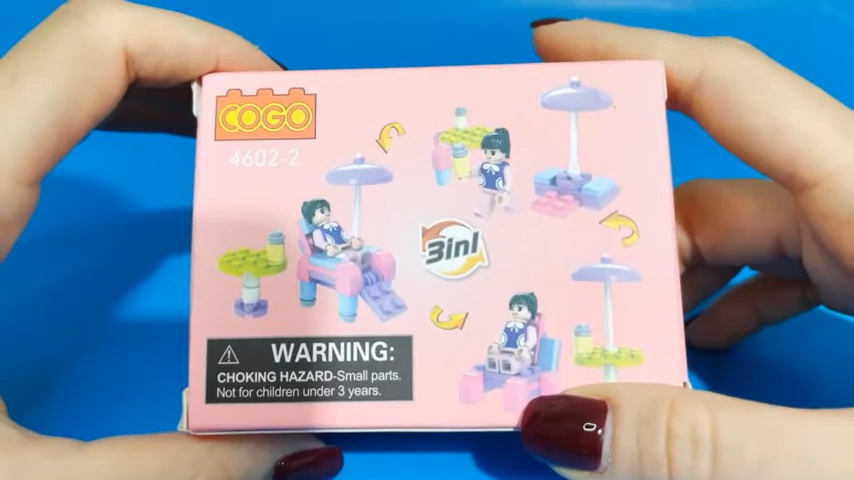 COGO
4602-2
3in1
WARNING:
CHOKING HAZARD-Small parts.
Not for children under 3 years.